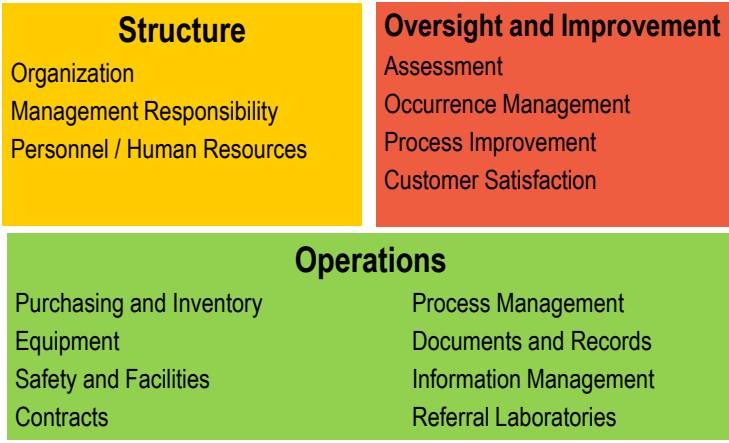 Structure
Organization
Management Responsibility
Personnel / Human Resources
Oversight and Improvement
Assessment
Occurrence Management
Process Improvement
Customer Satisfaction
Operations
Purchasing and Inventory
Equipment
Safety and Facilities
Contracts
Process Management
Documents and Records
Information Management
Referral Laboratories